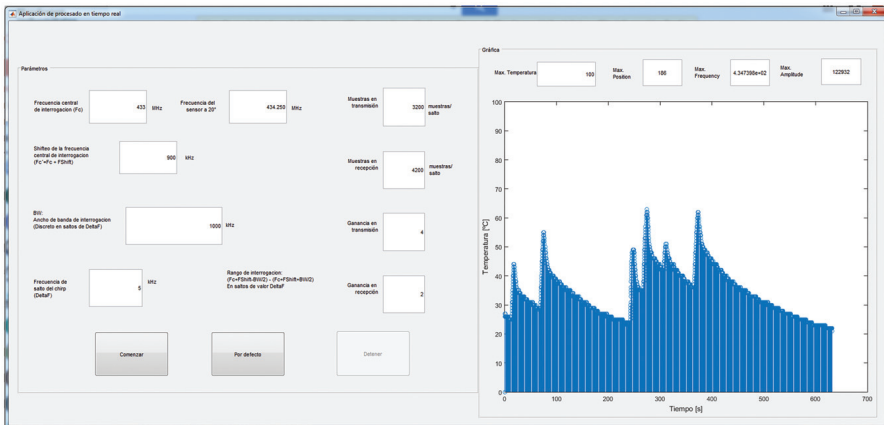 Aplicación de procesado en tiempo real
Parámetros
Frecuencia central
de interrogacion (Fc)
433
MHz
Frecuencia del
sensor a 20°
434.250
MHz
Muestras en
transmisión
3200
muestras/
salto
Shifteo de la frecuencia
central de interrogacion
(Fc'=Fc + FShift)
900
kHz
Muestras en
recepción
4200
muestras/
salto
BW:
Ancho de banda de interrogacion
(Discreto en saltos de DeltaF)
1000
kHz
Ganancia en
transmisión
4
Frecuencia de
salto del chirp
(DeltaF)
5
kHz
Rango de interrogacion:
(Fc+FShift-BW/2) - (Fc+FShift+BW/2)
En saltos de valor DeltaF
Ganancia en
recepción
2
Comenzar
Por defecto
Detener
Gráfica
Max. Temperatura
100
Max.
Position
186
Max.
Frequency
4.347398e+02
Max.
Amplitude
122932
100
90
80
70
60
50
40
30
20
10
0
Temperatura [ºC]
0
100
200
300
400
500
600
700
Tiempo [s]